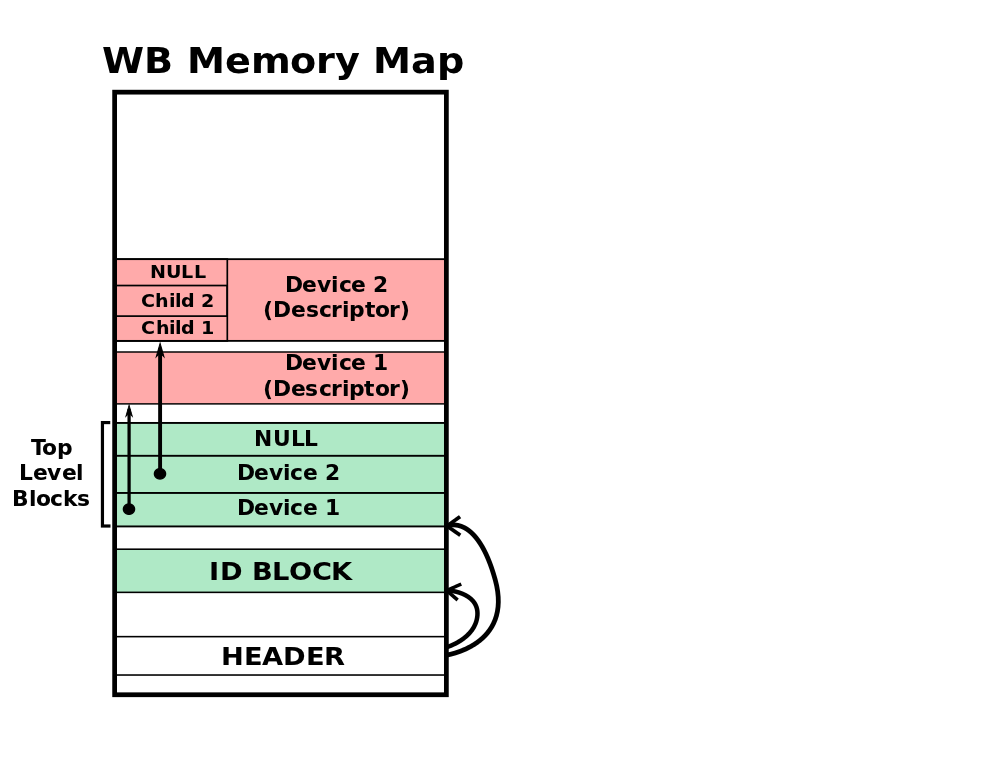 WB Memory Map
NULL
Child 2
Child 1
Device 2
(Descriptor)
Device 1
(Descriptor)
Top
Level
Blocks
NULL
Device 2
Device 1
ID BLOCK
HEADER